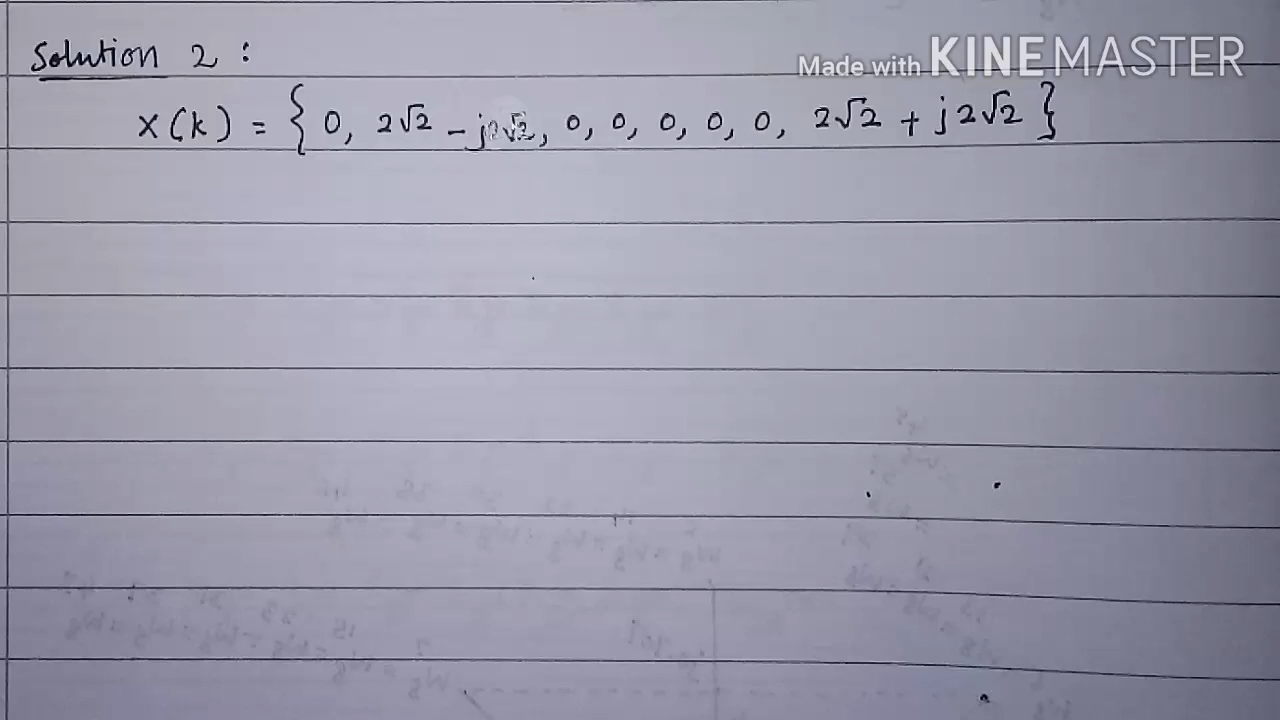 Solution 2 :
Made with KINEMASTER
X(k) = { 0, 2√2 - j2√2, 0, 0, 0, 0, 0, 2√2 + j2√2 }